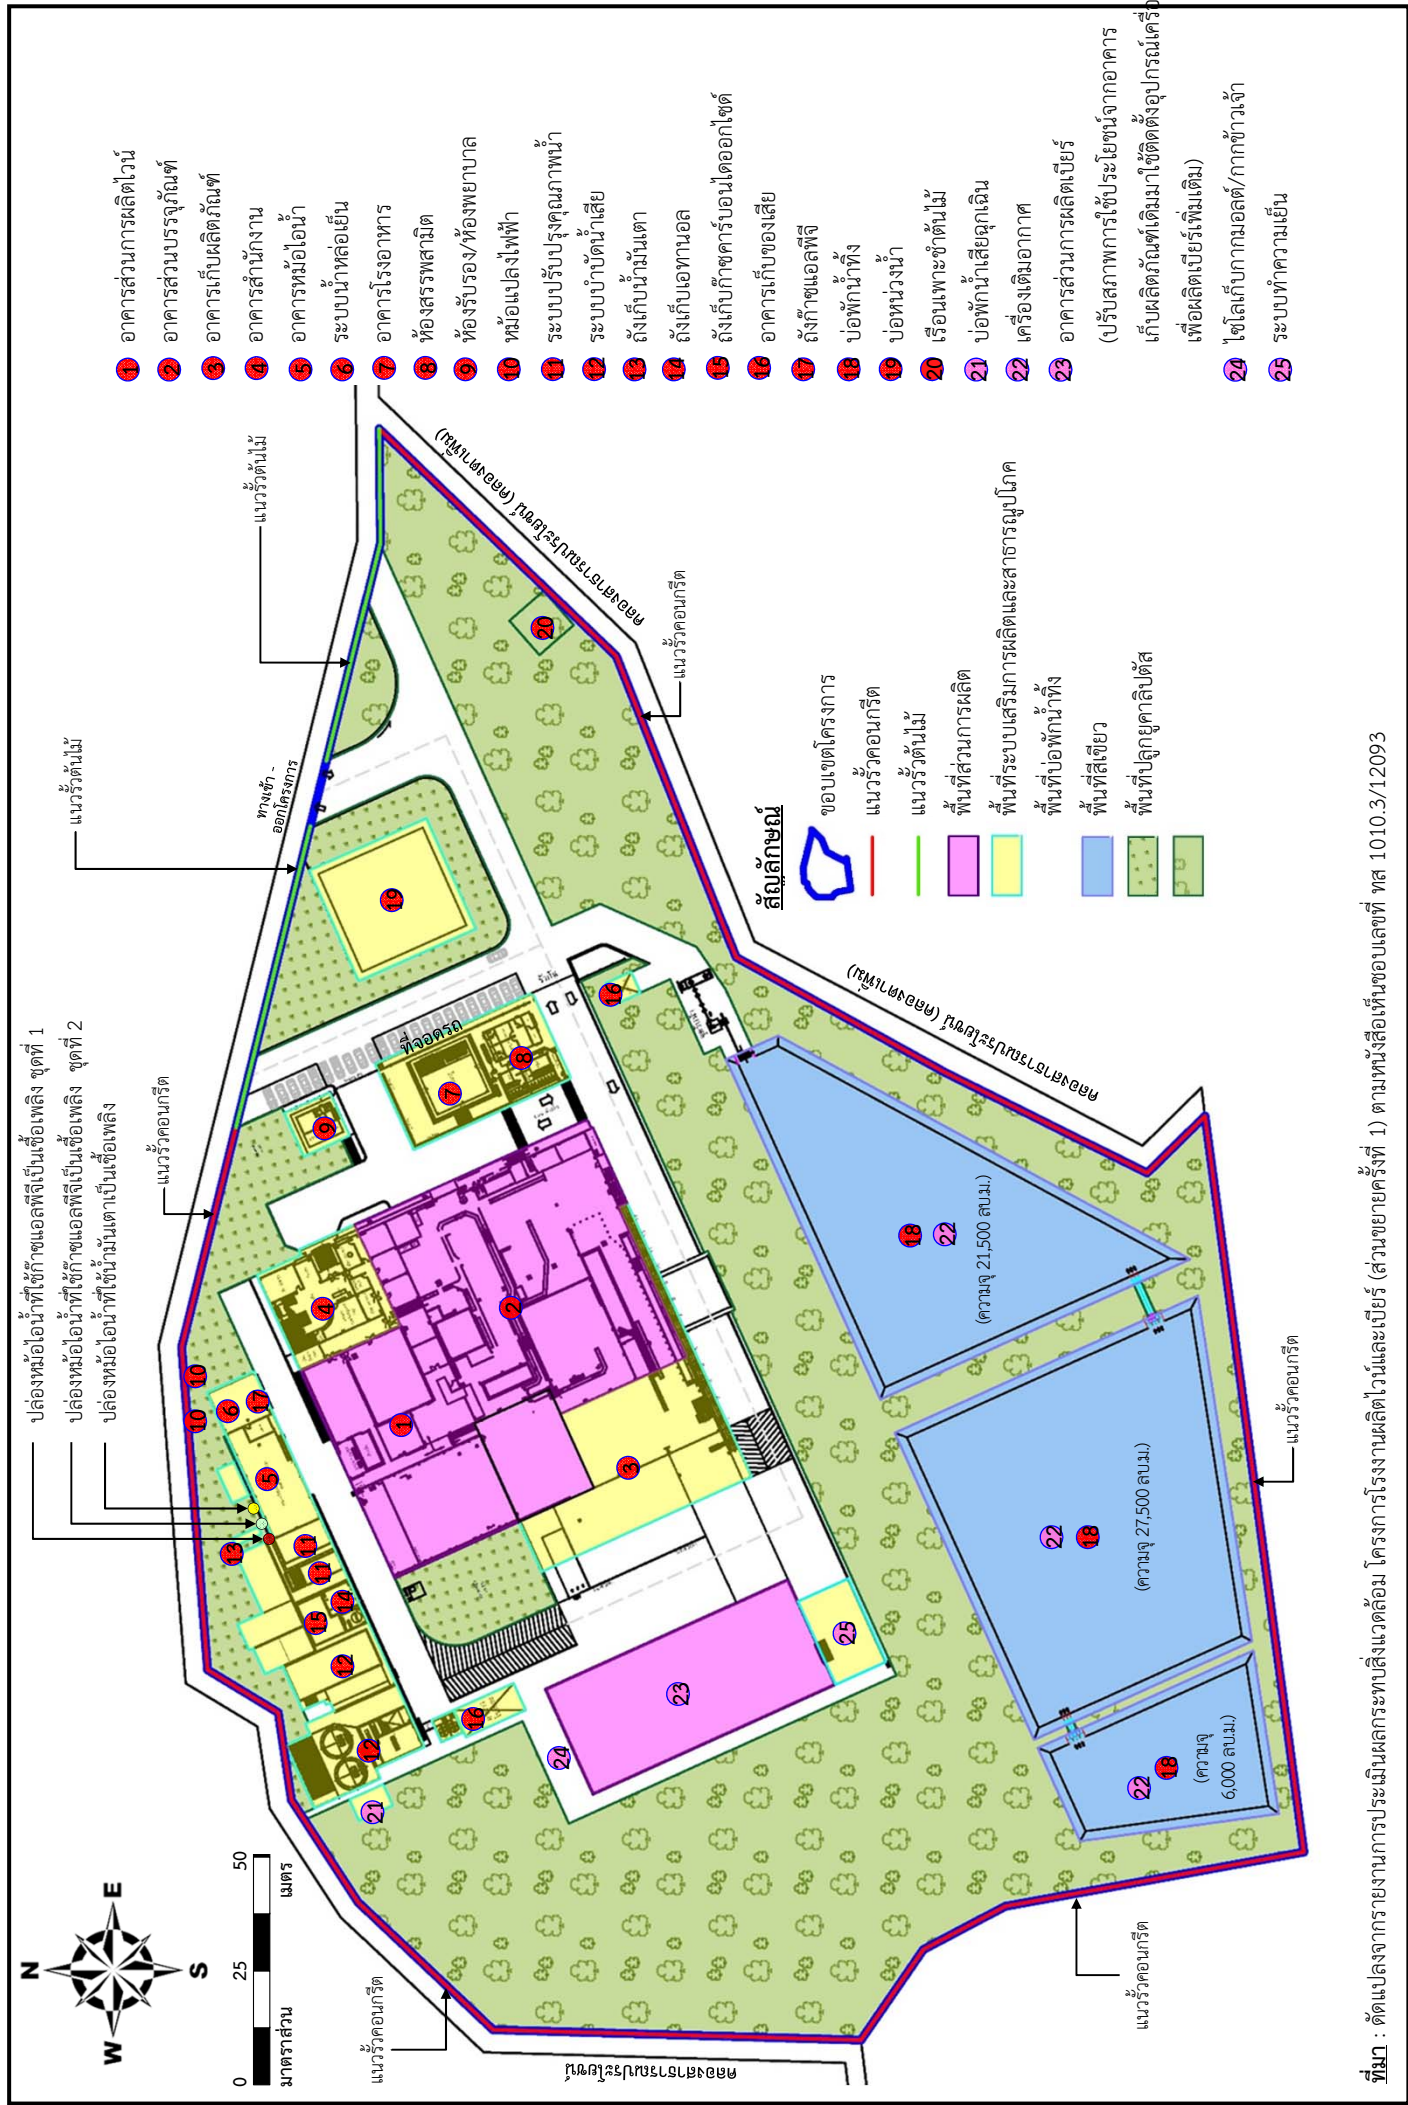 ปล่องหม้อไอน้ำที่ใช้ก๊าซแอลพีจีเป็นเชื้อเพลิง ชุดที่ 1
ปล่องหม้อไอน้ำที่ใช้ก๊าซแอลพีจีเป็นเชื้อเพลิง ชุดที่ 2
ปล่องหม้อไอน้ำที่ใช้น้ำมันเตาเป็นเชื้อเพลิง
N
W
E
S
0
25
50
มาตราส่วน
เมตร
แนวรั้วคอนกรีต
แนวรั้วต้นไม้
ทางเข้า -
ออกโครงการ
แนวรั้วต้นไม้
แนวรั้วคอนกรีต
คลองสาธารณประโยชน์
คลองสาธารณประโยชน์ (คลองตาเพิ่ม)
แนวรั้วคอนกรีต
คลองสาธารณประโยชน์ (คลองตาเพิ่ม)
แนวรั้วคอนกรีต
แนวรั้วคอนกรีต
ที่จอดรถ
10
10
6
17
5
13
11
11
14
15
12
12
21
16
24
23
25
4
1
2
3
9
7
8
19
16
20
18
22
(ความจุ 21,500 ลบ.ม.)
22
18
(ความจุ 27,500 ลบ.ม.)
22
18
(ความจุ
6,000 ลบ.ม.)
สัญลักษณ์
ขอบเขตโครงการ
แนวรั้วคอนกรีต
แนวรั้วต้นไม้
พื้นที่ส่วนการผลิต
พื้นที่ระบบเสริมการผลิตและสาธารณูปโภค
พื้นที่บ่อพักน้ำทิ้ง
พื้นที่สีเขียว
พื้นที่ปลูกยูคาลิปตัส
1 อาคารส่วนการผลิตไวน์
2 อาคารส่วนบรรจุภัณฑ์
3 อาคารเก็บผลิตภัณฑ์
4 อาคารสำนักงาน
5 อาคารหม้อไอน้ำ
6 ระบบน้ำหล่อเย็น
7 อาคารโรงอาหาร
8 ห้องสรรพสามิต
9 ห้องรับรอง/ห้องพยาบาล
10 หม้อแปลงไฟฟ้า
11 ระบบปรับปรุงคุณภาพน้ำ
12 ระบบบำบัดน้ำเสีย
13 ถังเก็บน้ำมันเตา
14 ถังเก็บเอทานอล
15 ถังเก็บก๊าซคาร์บอนไดออกไซด์
16 อาคารเก็บของเสีย
17 ถังก๊าซแอลพีจี
18 บ่อพักน้ำทิ้ง
19 บ่อหน่วงน้ำ
20 เรือนเพาะชำต้นไม้
21 บ่อพักน้ำเสียฉุกเฉิน
22 เครื่องเติมอากาศ
23 อาคารส่วนการผลิตเบียร์
(ปรับสภาพการใช้ประโยชน์จากอาคาร
เก็บผลิตภัณฑ์เดิมมาใช้ติดตั้งอุปกรณ์เครื่อ
เพื่อผลิตเบียร์เพิ่มเติม)
24 ไซโลเก็บกากมอลต์/กากข้าวเจ้า
25 ระบบทำความเย็น
ที่มา : ดัดแปลงจากรายงานการประเมินผลกระทบสิ่งแวดล้อม โครงการโรงงานผลิตไวน์และเบียร์ (ส่วนขยายครั้งที่ 1) ตามหนังสือเห็นชอบเลขที่ ทส 1010.3/12093